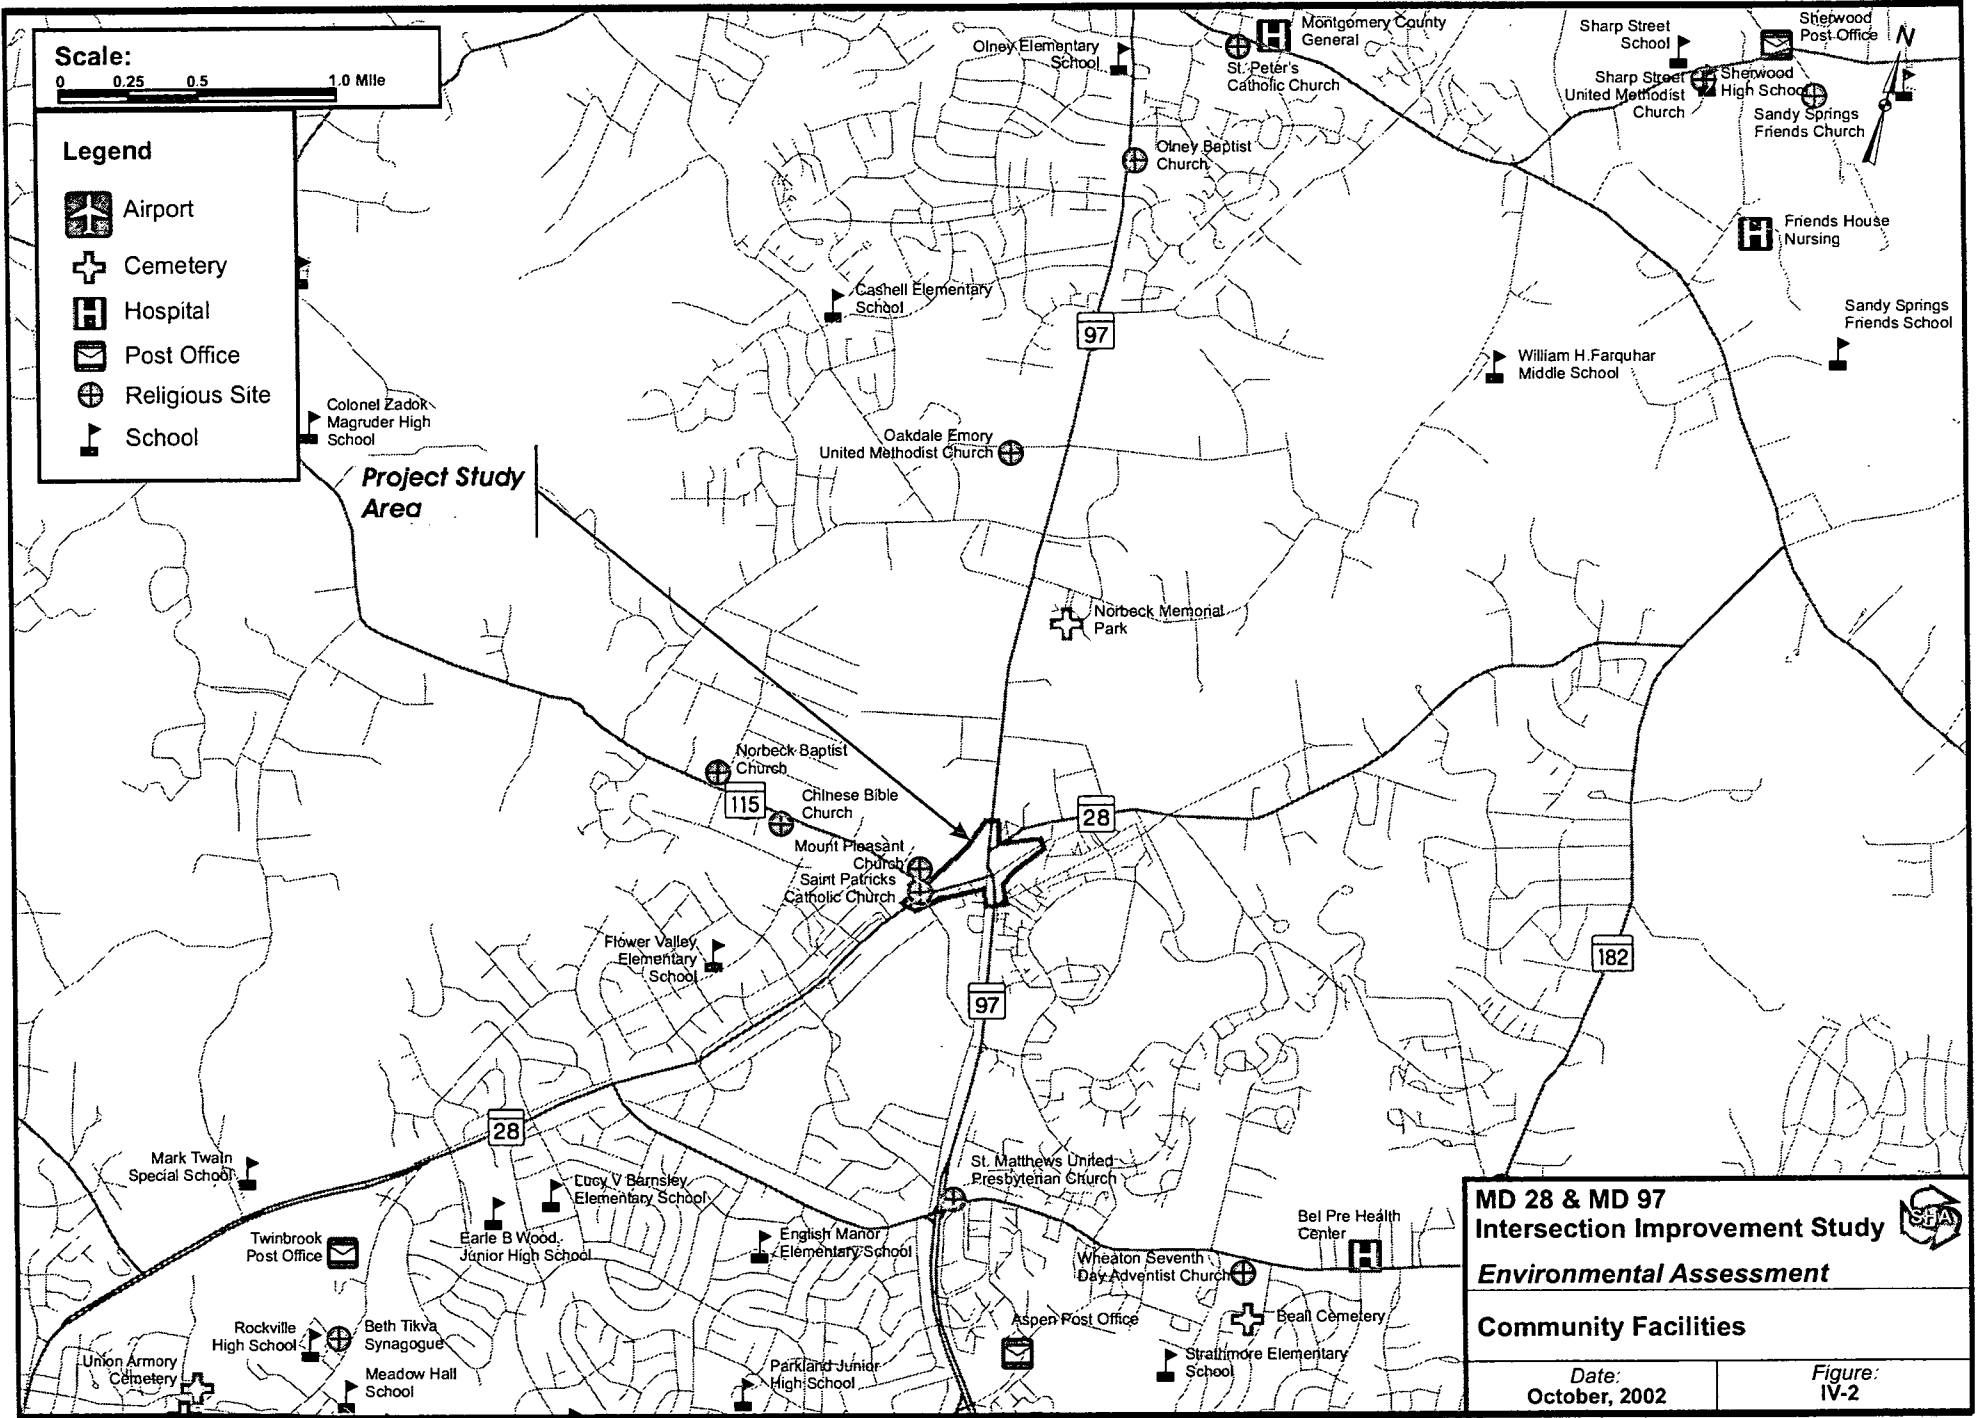 Scale:
0 0.25 0.5 1.0 Mile
Legend
Airport
Cemetery
H Hospital
Post Office
Religious Site
School
Project Study
Area
Olney Elementary
School
H
Montgomery County
General
St. Peter's
Catholic Church
Sharp Street
School
Sherwood
Post Office
N
Sharp Street
United Methodist
Church
Sherwood
High School
Sandy Springs
Friends Church
Olney Baptist
Church
H
Friends House
Nursing
Cashell Elementary
School
97
Sandy Springs
Friends School
William H.Farquhar
Middle School
Colonel Zadok
Magruder High
School
Oakdale Emory
United Methodist Church
Norbeck Memorial
Park
Norbeck Baptist
Church
115
Chinese Bible
Church
28
Mount Pleasant
Church
Saint Patricks
Catholic Church
Flower Valley
Elementary
School
182
97
28
Mark Twain
Special School
St. Matthews United
Presbyterian Church
Lucy V Barnsley
Elementary School
Earle B Wood
Junior High School
Twinbrook
Post Office
English Manor
Elementary School
Bel Pre Health
Center
H
Wheaton Seventh
Day Adventist Church
Aspen Post Office
Beall Cemetery
Rockville
High School
Beth Tikva
Synagogue
Union Armory
Cemetery
Meadow Hall
School
Parkland Junior
High School
Strathmore Elementary
School
MD 28 & MD 97
Intersection Improvement Study
SHA
Environmental Assessment
Community Facilities
Date:
October, 2002
Figure:
IV-2